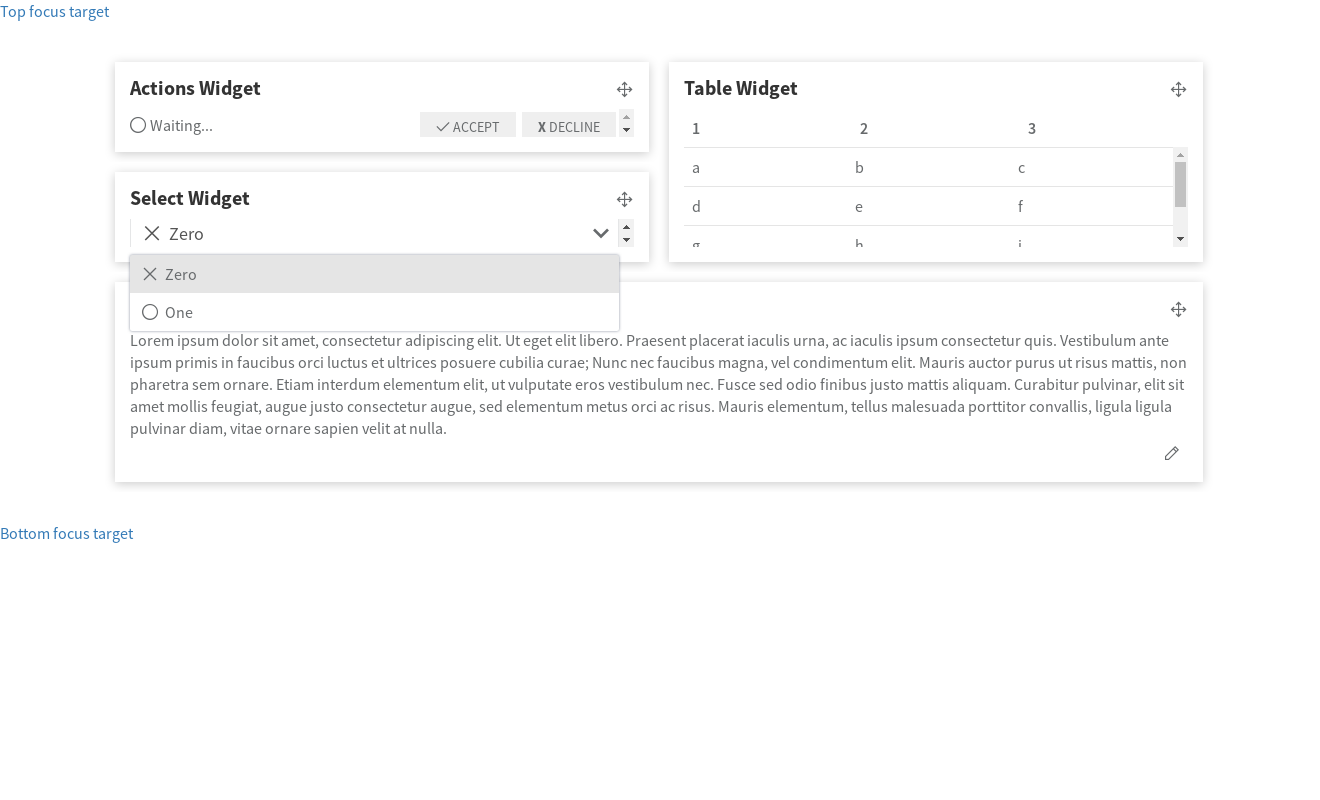 Top focus target
Actions Widget
Waiting...
ACCEPT
X DECLINE
Table Widget
1 2 3
a b c
d e f
g h i
Select Widget
Zero
Zero
One
Lorem ipsum dolor sit amet, consectetur adipiscing elit. Ut eget elit libero. Praesent placerat iaculis urna, ac iaculis ipsum consectetur quis. Vestibulum ante
ipsum primis in faucibus orci luctus et ultrices posuere cubilia curae; Nunc nec faucibus magna, vel condimentum elit. Mauris auctor purus ut risus mattis, non
pharetra sem ornare. Etiam interdum elementum elit, ut vulputate eros vestibulum nec. Fusce sed odio finibus justo mattis aliquam. Curabitur pulvinar, elit sit
amet mollis feugiat, augue justo consectetur augue, sed elementum metus orci ac risus. Mauris elementum, tellus malesuada porttitor convallis, ligula ligula
pulvinar diam, vitae ornare sapien velit at nulla.
Bottom focus target